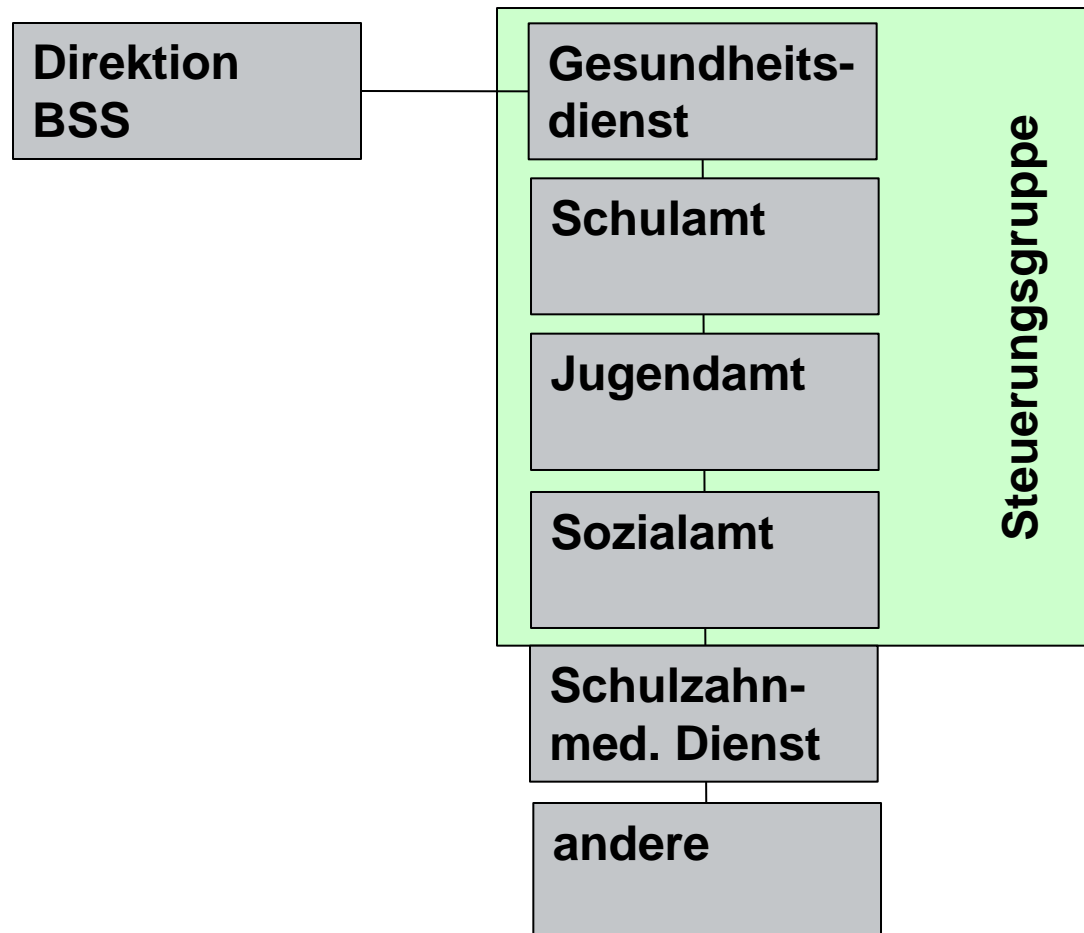 Direktion
BSS
Gesundheits-
dienst
Schulamt
Jugendamt
Sozialamt
Schulzahn-
med. Dienst
andere
Steuerungsgruppe